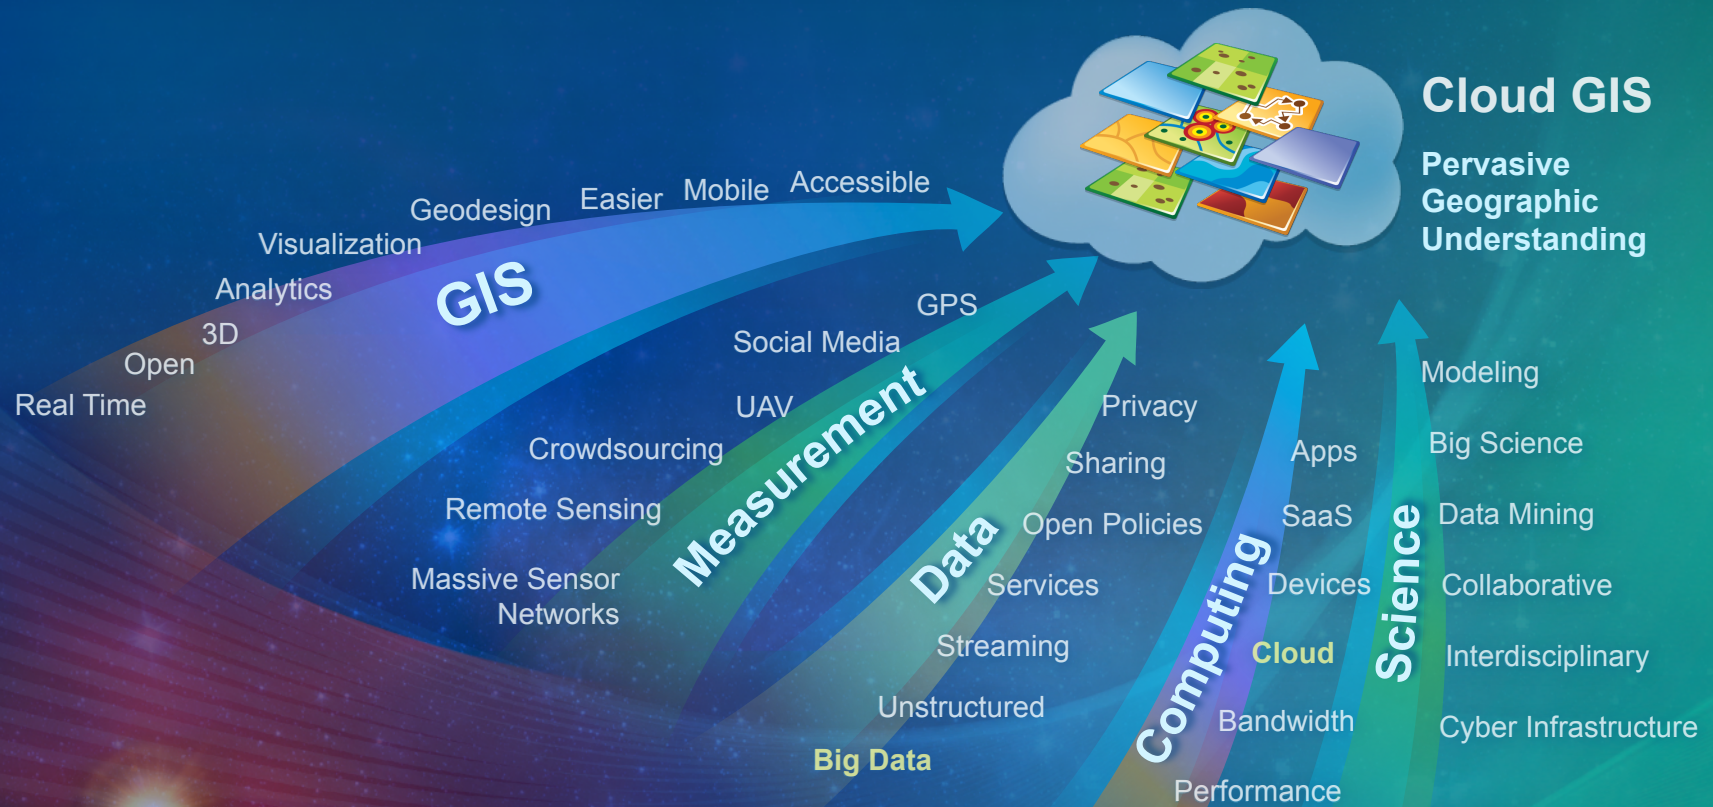 Cloud GIS
Pervasive
Geographic
Understanding
GIS
Accessible
Mobile
Easier
Geodesign
Visualization
Analytics
3D
Open
Real Time
Measurement
GPS
Social Media
UAV
Crowdsourcing
Remote Sensing
Massive Sensor
Networks
Data
Privacy
Sharing
Open Policies
Services
Streaming
Unstructured
Big Data
Computing
Apps
SaaS
Devices
Cloud
Bandwidth
Performance
Science
Modeling
Big Science
Data Mining
Collaborative
Interdisciplinary
Cyber Infrastructure